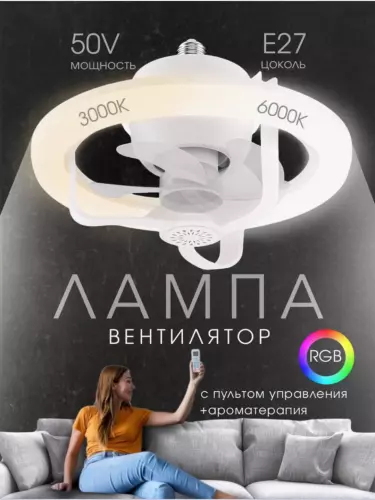 50V
МОЩНОСТЬ
E27
ЦОКОЛЬ
3000K
6000K
ЛАМПА
ВЕНТИЛЯТОР
RGB
с пультом управления
+ароматерапия